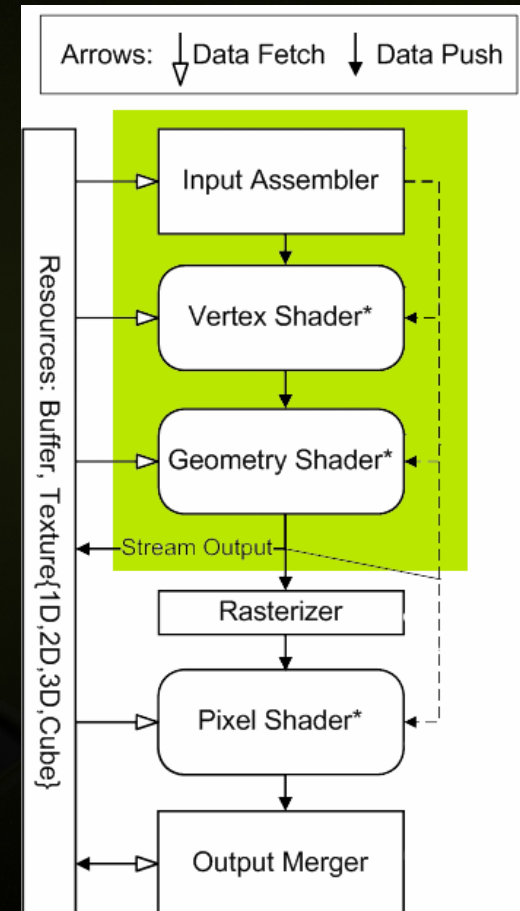 Arrows: Data Fetch Data Push
Input Assembler
Vertex Shader*
Geometry Shader*
Stream Output
Rasterizer
Pixel Shader*
Output Merger
Resources: Buffer, Texture{1D,2D,3D,Cube}